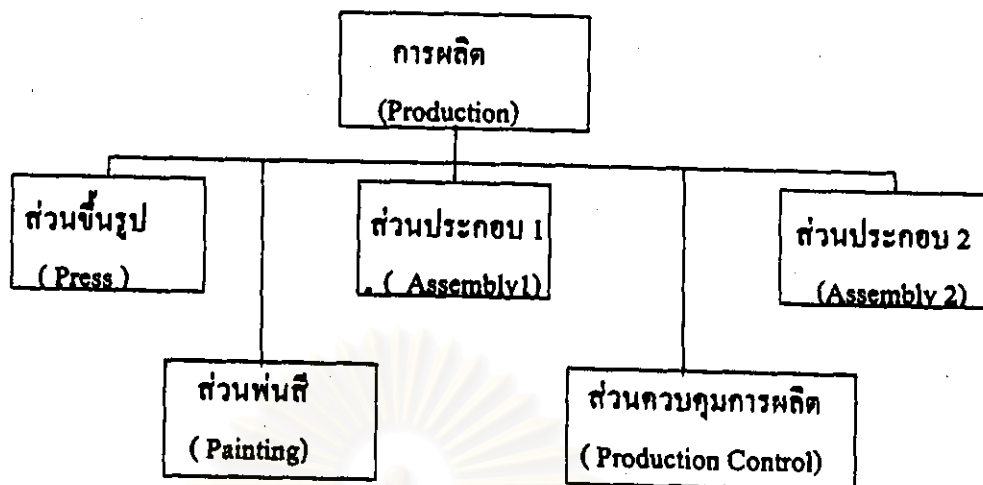 การผลิต
(Production)
ส่วนขึ้นรูป
( Press )
ส่วนประกอบ 1
. ( Assembly1)
ส่วนประกอบ 2
(Assembly 2)
ส่วนพ่นสี
( Painting)
ส่วนควบคุมการผลิต
( Production Control)